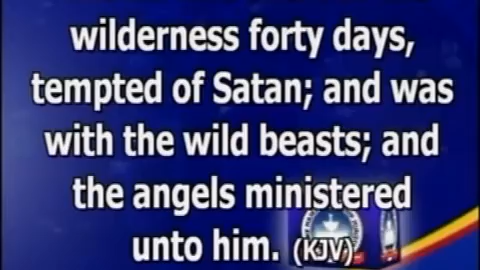 wilderness forty days,
tempted of Satan; and was
with the wild beasts; and
the angels ministered
unto him. (KJV)